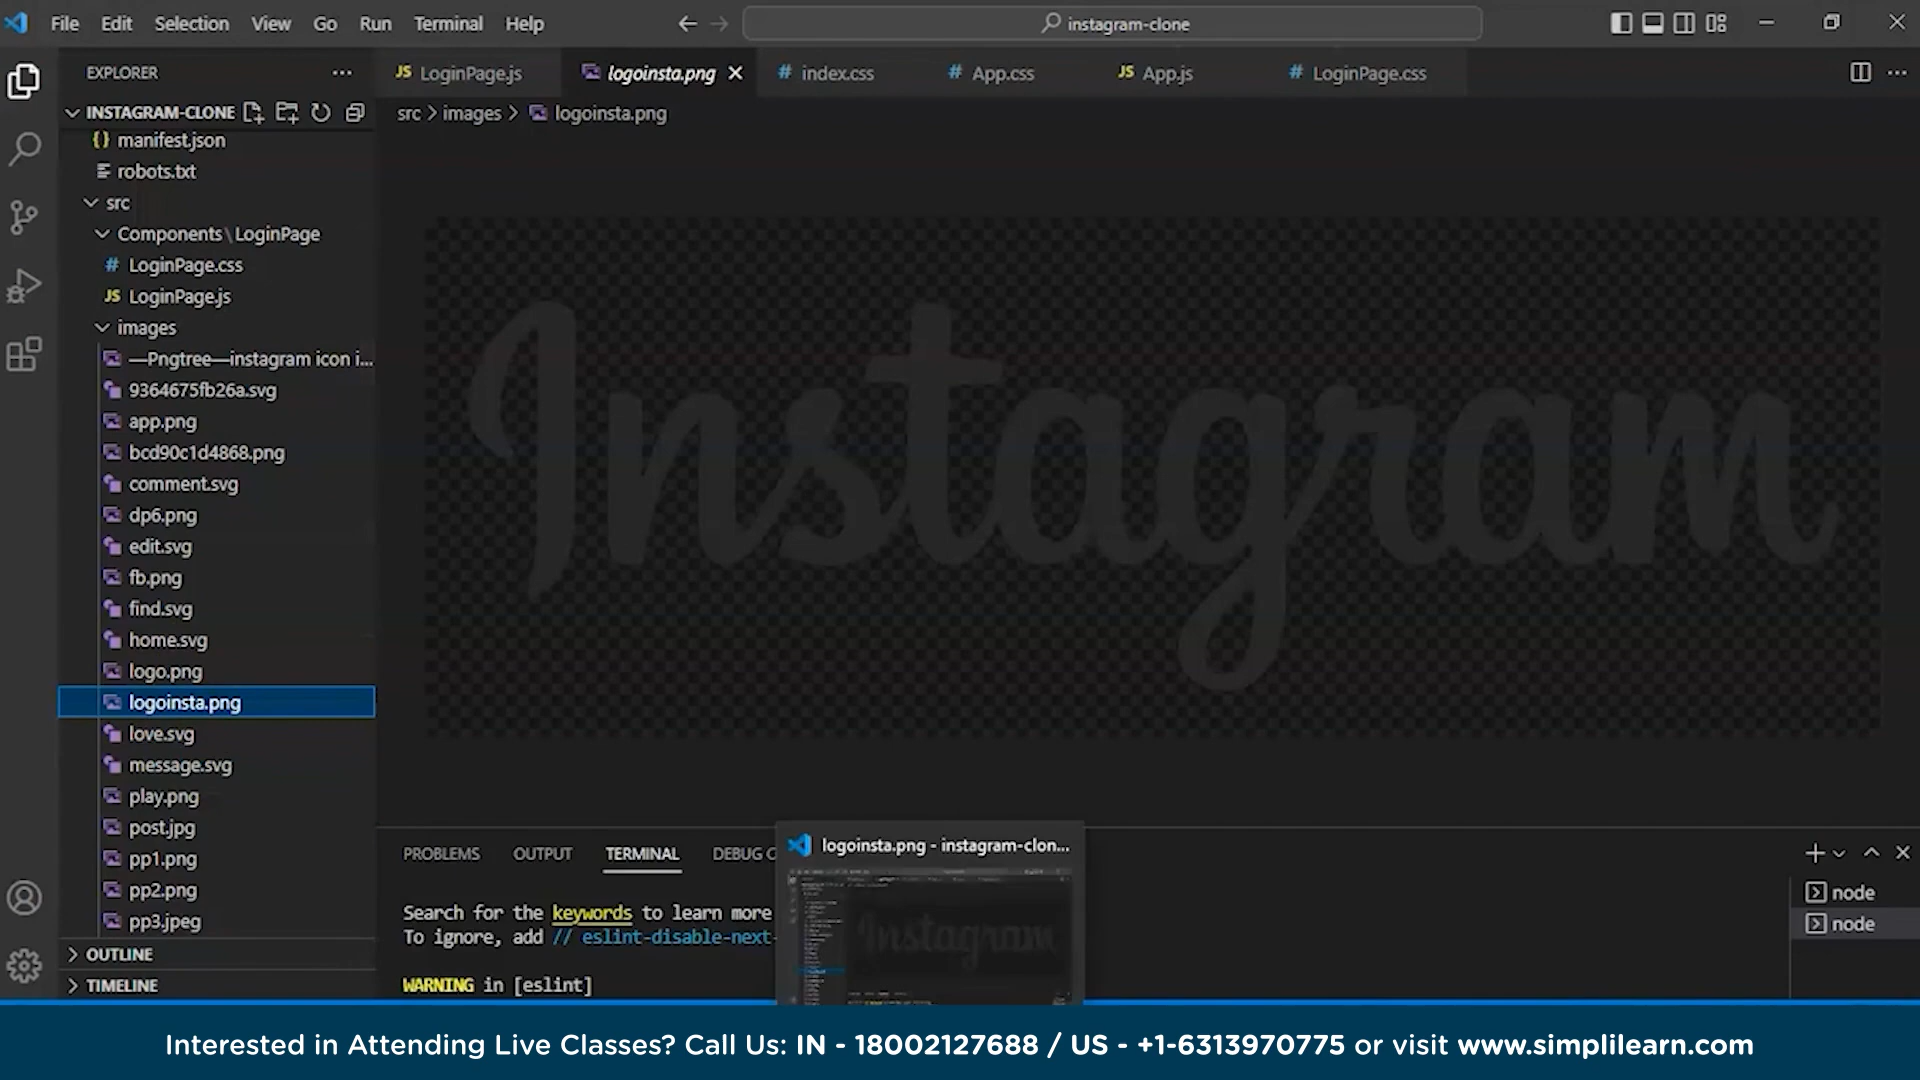 File Edit Selection View Go Run Terminal Help
instagram-clone
EXPLORER
LoginPage.js
logoinsta.png
index.css
App.css
App.js
LoginPage.css
INSTAGRAM-CLONE
src > images > logoinsta.png
manifest.json
robots.txt
src
Components\LoginPage
LoginPage.css
LoginPage.js
images
—Pngtree—instagram icon i...
9364675fb26a.svg
app.png
bcd90c1d4868.png
comment.svg
dp6.png
edit.svg
fb.png
find.svg
home.svg
logo.png
logoinsta.png
love.svg
message.svg
play.png
post.jpg
pp1.png
pp2.png
pp3.jpeg
OUTLINE
TIMELINE
Instagram
PROBLEMS OUTPUT TERMINAL DEBUG C
Search for the keywords to learn more
To ignore, add // eslint-disable-next-
WARNING in [eslint]
logoinsta.png - instagram-clon...
Instagram
node
node
Interested in Attending Live Classes? Call Us: IN - 18002127688 / US - +1-6313970775 or visit www.simplilearn.com